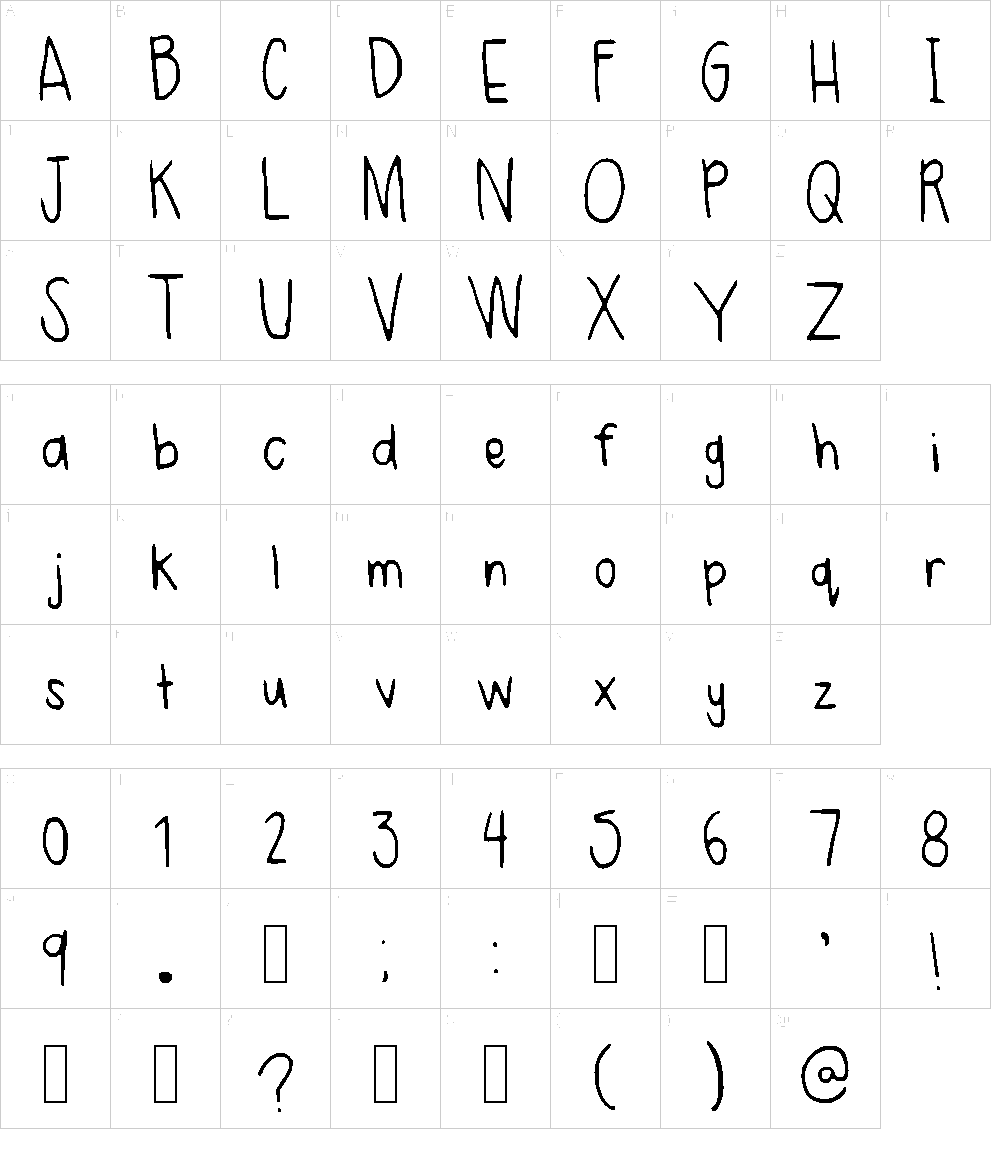 A B C D E F G H I
J K L M N O P Q R
S T U V W X Y Z
a b c d e f g h i
j k l m n o p q r
s t u v w x y z
0 1 2 3 4 5 6 7 8
9 . ; : ' !
? ( ) @